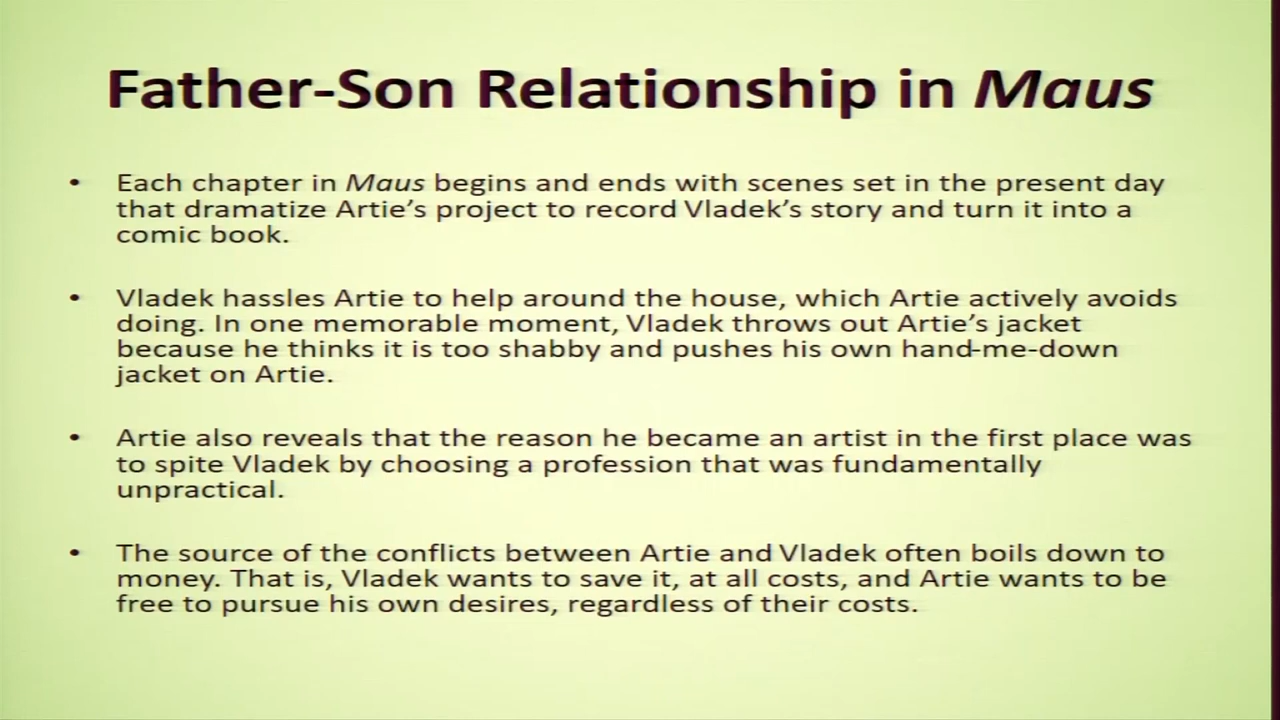 Father-Son Relationship in Maus
• Each chapter in Maus begins and ends with scenes set in the present day
that dramatize Artie’s project to record Vladek’s story and turn it into a
comic book.
• Vladek hassles Artie to help around the house, which Artie actively avoids
doing. In one memorable moment, Vladek throws out Artie’s jacket
because he thinks it is too shabby and pushes his own hand-me-down
jacket on Artie.
• Artie also reveals that the reason he became an artist in the first place was
to spite Vladek by choosing a profession that was fundamentally
unpractical.
• The source of the conflicts between Artie and Vladek often boils down to
money. That is, Vladek wants to save it, at all costs, and Artie wants to be
free to pursue his own desires, regardless of their costs.